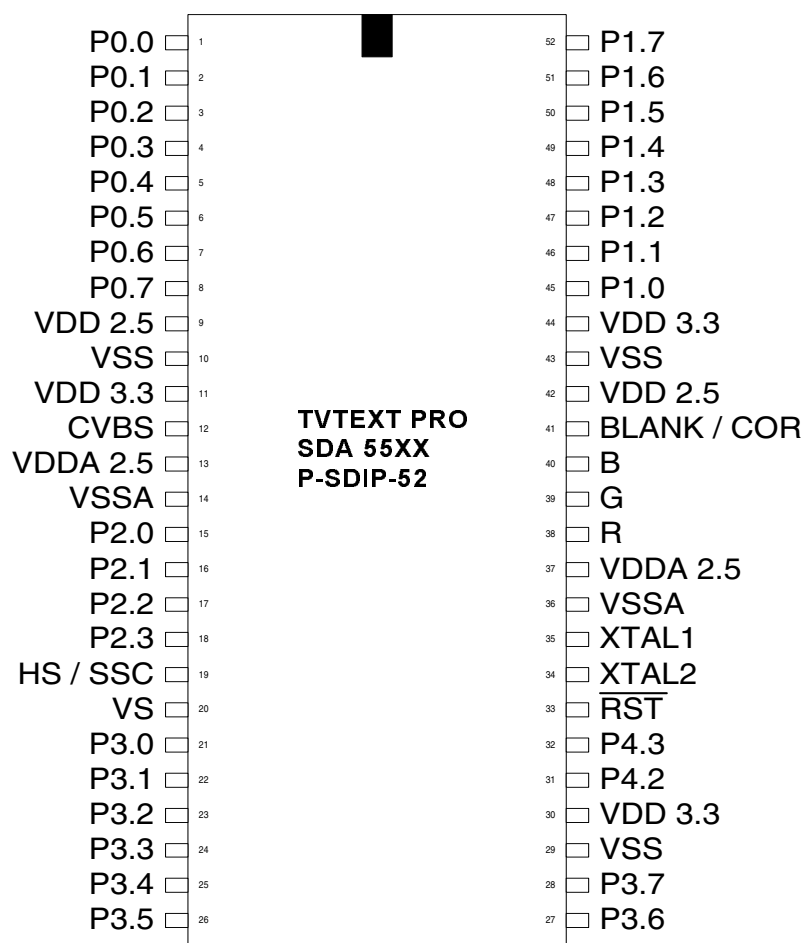 P0.0 1 52 P1.7
P0.1 2 51 P1.6
P0.2 3 50 P1.5
P0.3 4 49 P1.4
P0.4 5 48 P1.3
P0.5 6 47 P1.2
P0.6 7 46 P1.1
P0.7 8 45 P1.0
VDD 2.5 9 44 VDD 3.3
VSS 10 43 VSS
VDD 3.3 11 42 VDD 2.5
CVBS 12 41 BLANK / COR
VDDA 2.5 13 40 B
VSSA 14 39 G
P2.0 15 38 R
P2.1 16 37 VDDA 2.5
P2.2 17 36 VSSA
P2.3 18 35 XTAL1
HS / SSC 19 34 XTAL2
VS 20 33 R̅S̅T̅
P3.0 21 32 P4.3
P3.1 22 31 P4.2
P3.2 23 30 VDD 3.3
P3.3 24 29 VSS
P3.4 25 28 P3.7
P3.5 26 27 P3.6
TVTEXT PRO
SDA 55XX
P-SDIP-52